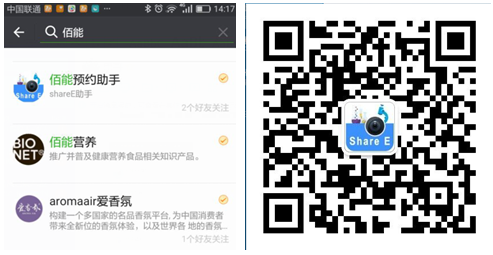 中国联通 4G 14:17
佰能
佰能预约助手
shareE助手
2个好友关注
Share E
佰能营养
推广并普及健康营养食品相关知识产品。
BIO
NET
aromaair爱香氛
构建一个多国家的名品香氛平台, 为中国消费者
带来全新位的香氛体验，以及世界各 地的香氛...
1个好友关注
Share E